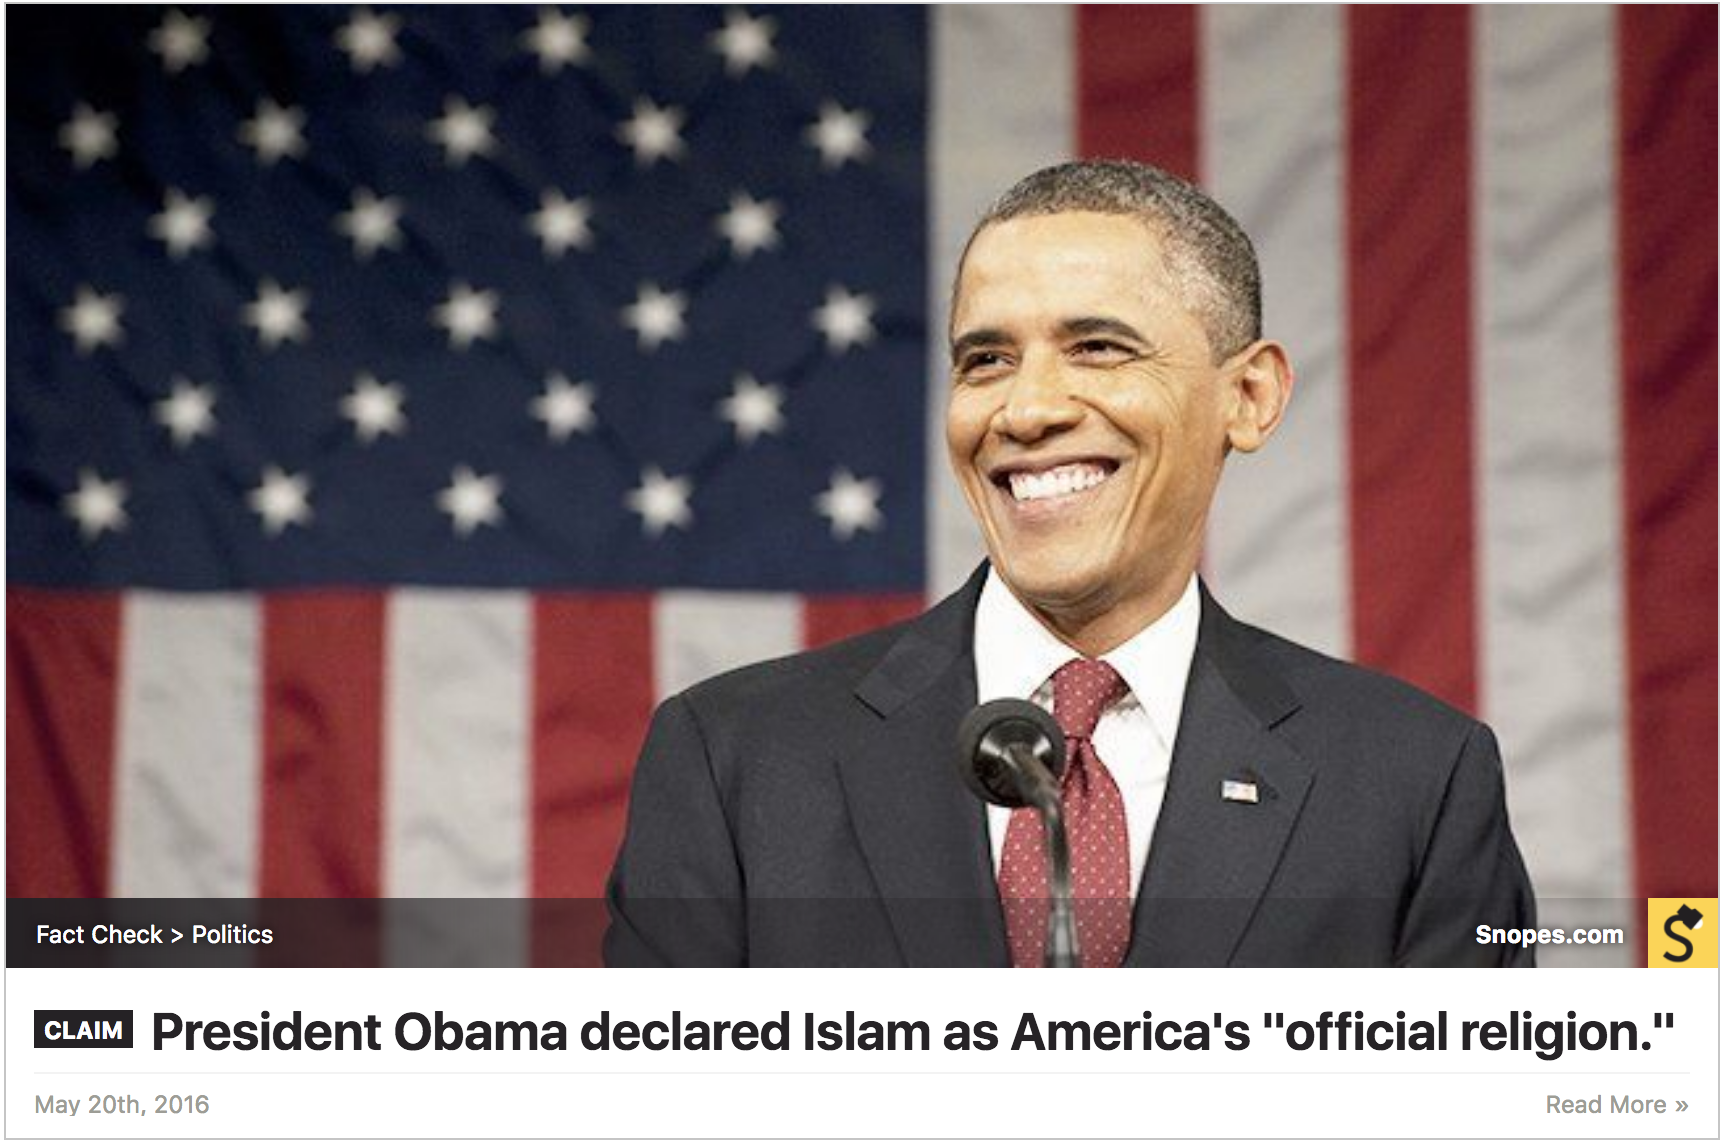 Fact Check > Politics
Snopes.com
CLAIM President Obama declared Islam as America's "official religion."
May 20th, 2016
Read More »